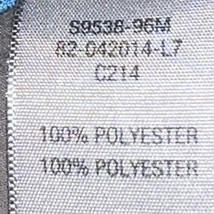 S9538-96M
82-042014-L7
C214
100% POLYESTER
100% POLYESTER